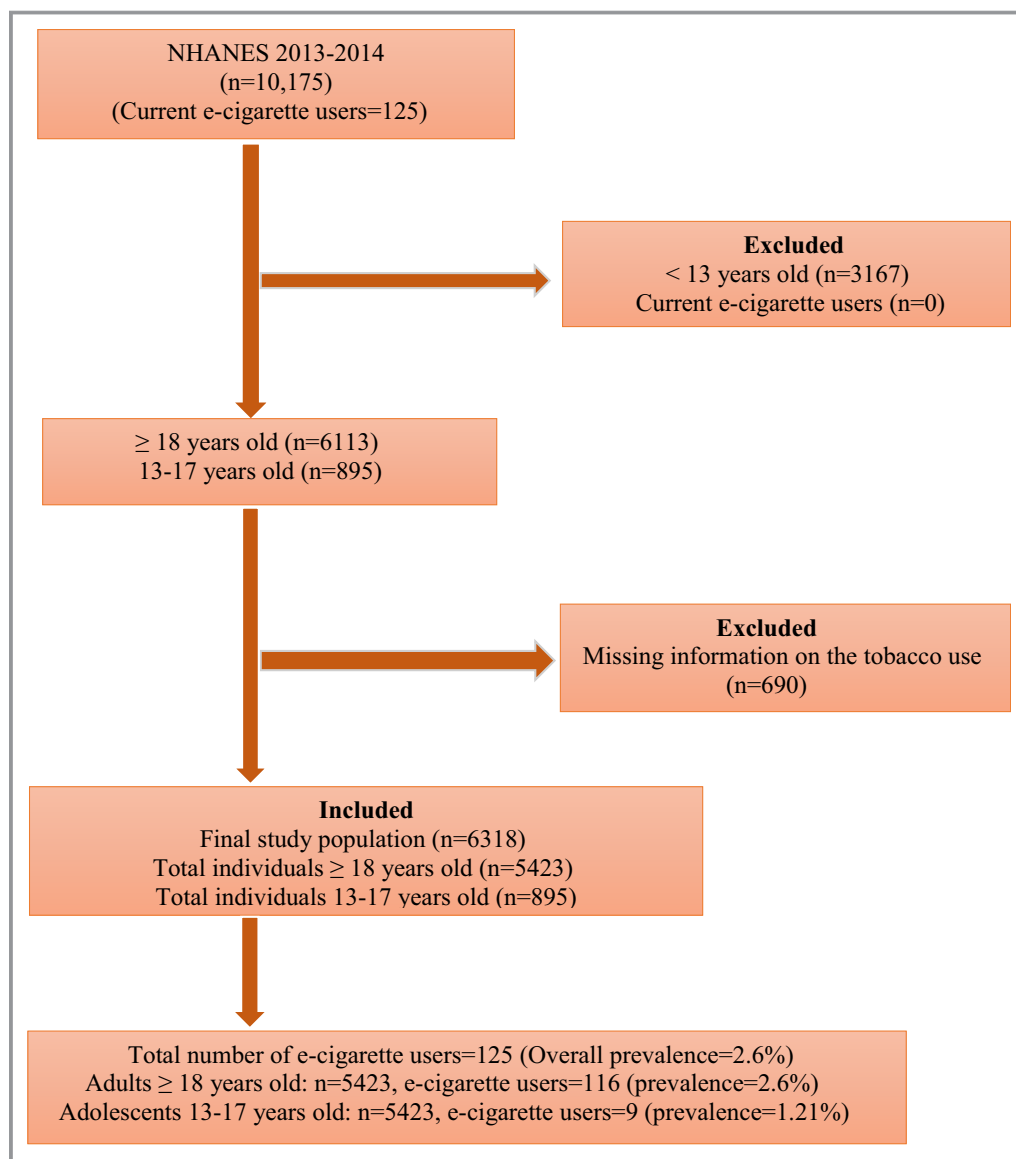 NHANES 2013-2014
(n=10,175)
(Current e-cigarette users=125)
Excluded
< 13 years old (n=3167)
Current e-cigarette users (n=0)
≥ 18 years old (n=6113)
13-17 years old (n=895)
Excluded
Missing information on the tobacco use
(n=690)
Included
Final study population (n=6318)
Total individuals ≥ 18 years old (n=5423)
Total individuals 13-17 years old (n=895)
Total number of e-cigarette users=125 (Overall prevalence=2.6%)
Adults ≥ 18 years old: n=5423, e-cigarette users=116 (prevalence=2.6%)
Adolescents 13-17 years old: n=5423, e-cigarette users=9 (prevalence=1.21%)